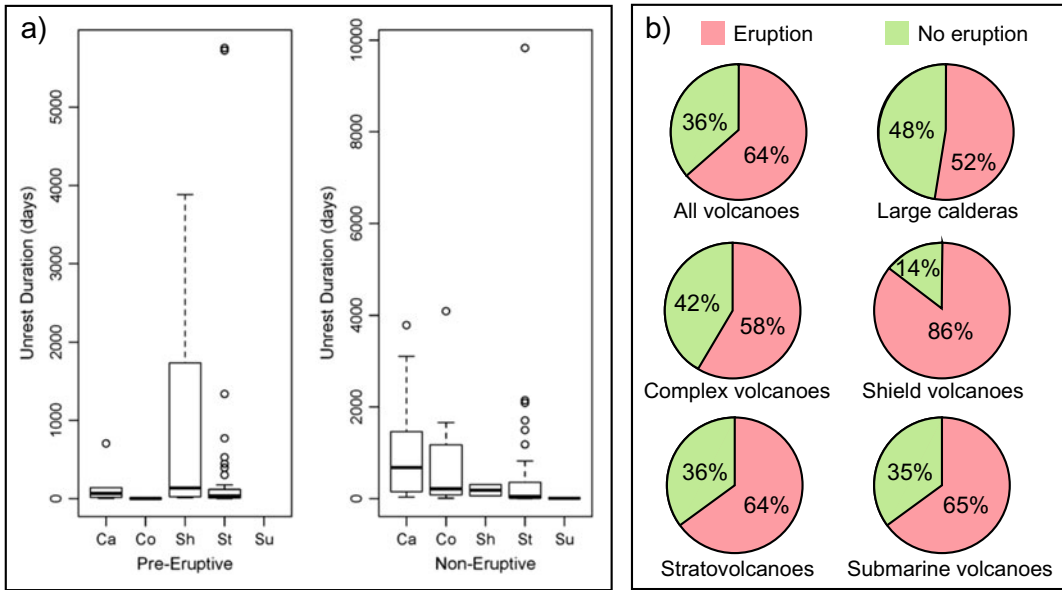 a)
Unrest Duration (days)
0
1000
2000
3000
4000
5000
Ca Co Sh St Su
Pre-Eruptive
Unrest Duration (days)
0
2000
4000
6000
8000
10000
Ca Co Sh St Su
Non-Eruptive
b)
Eruption No eruption
36%
64%
All volcanoes
48%
52%
Large calderas
42%
58%
Complex volcanoes
14%
86%
Shield volcanoes
36%
64%
Stratovolcanoes
35%
65%
Submarine volcanoes